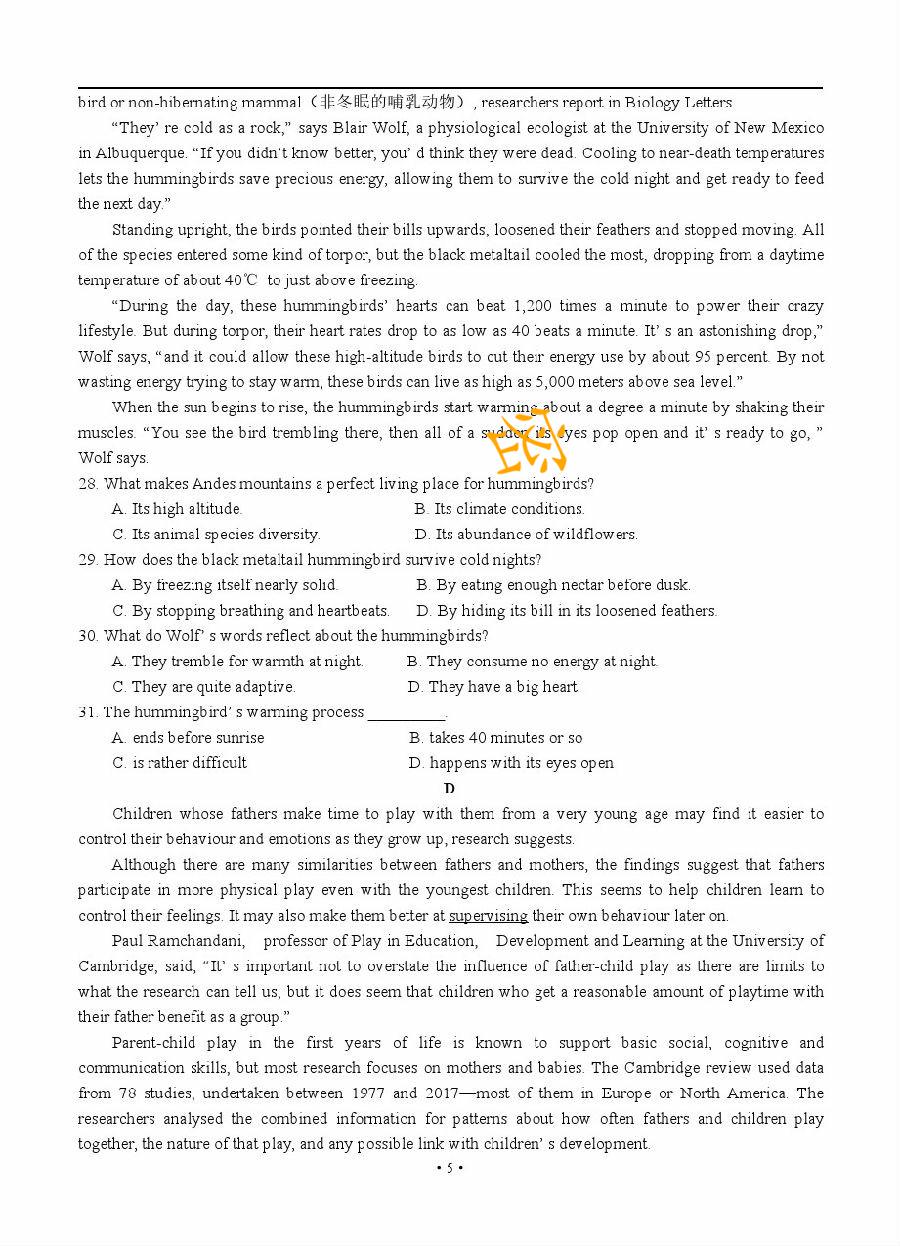 bird or non-hibernating mammal（非冬眠的哺乳动物）, researchers report in Biology Letters
“They’ re cold as a rock,” says Blair Wolf, a physiological ecologist at the University of New Mexico
in Albuquerque. “If you didn’t know better, you’ d think they were dead. Cooling to near-death temperatures
lets the hummingbirds save precious energy, allowing them to survive the cold night and get ready to feed
the next day.”
Standing upright, the birds pointed their bills upwards, loosened their feathers and stopped moving. All
of the species entered some kind of torpor, but the black metaltail cooled the most, dropping from a daytime
temperature of about 40℃ to just above freezing.
“During the day, these hummingbirds’ hearts can beat 1,200 times a minute to power their crazy
lifestyle. But during torpor, their heart rates drop to as low as 40 beats a minute. It’ s an astonishing drop,”
Wolf says, “and it could allow these high-altitude birds to cut their energy use by about 95 percent. By not
wasting energy trying to stay warm, these birds can live as high as 5,000 meters above sea level.”
When the sun begins to rise, the hummingbirds start warming about a degree a minute by shaking their
muscles. “You see the bird trembling there, then all of a sudden its eyes pop open and it’ s ready to go, ”
Wolf says.
28. What makes Andes mountains a perfect living place for hummingbirds?
A. Its high altitude. B. Its climate conditions.
C. Its animal species diversity. D. Its abundance of wildflowers.
29. How does the black metaltail hummingbird survive cold nights?
A. By freezing itself nearly solid. B. By eating enough nectar before dusk.
C. By stopping breathing and heartbeats. D. By hiding its bill in its loosened feathers.
30. What do Wolf’ s words reflect about the hummingbirds?
A. They tremble for warmth at night. B. They consume no energy at night.
C. They are quite adaptive. D. They have a big heart
31. The hummingbird’ s warming process __________.
A. ends before sunrise B. takes 40 minutes or so
C. is rather difficult D. happens with its eyes open
D
Children whose fathers make time to play with them from a very young age may find it easier to
control their behaviour and emotions as they grow up, research suggests.
Although there are many similarities between fathers and mothers, the findings suggest that fathers
participate in more physical play even with the youngest children. This seems to help children learn to
control their feelings. It may also make them better at supervising their own behaviour later on.
Paul Ramchandani, professor of Play in Education, Development and Learning at the University of
Cambridge, said, “It’ s important not to overstate the influence of father-child play as there are limits to
what the research can tell us, but it does seem that children who get a reasonable amount of playtime with
their father benefit as a group.”
Parent-child play in the first years of life is known to support basic social, cognitive and
communication skills, but most research focuses on mothers and babies. The Cambridge review used data
from 78 studies, undertaken between 1977 and 2017—most of them in Europe or North America. The
researchers analysed the combined information for patterns about how often fathers and children play
together, the nature of that play, and any possible link with children’ s development.
• 5 •